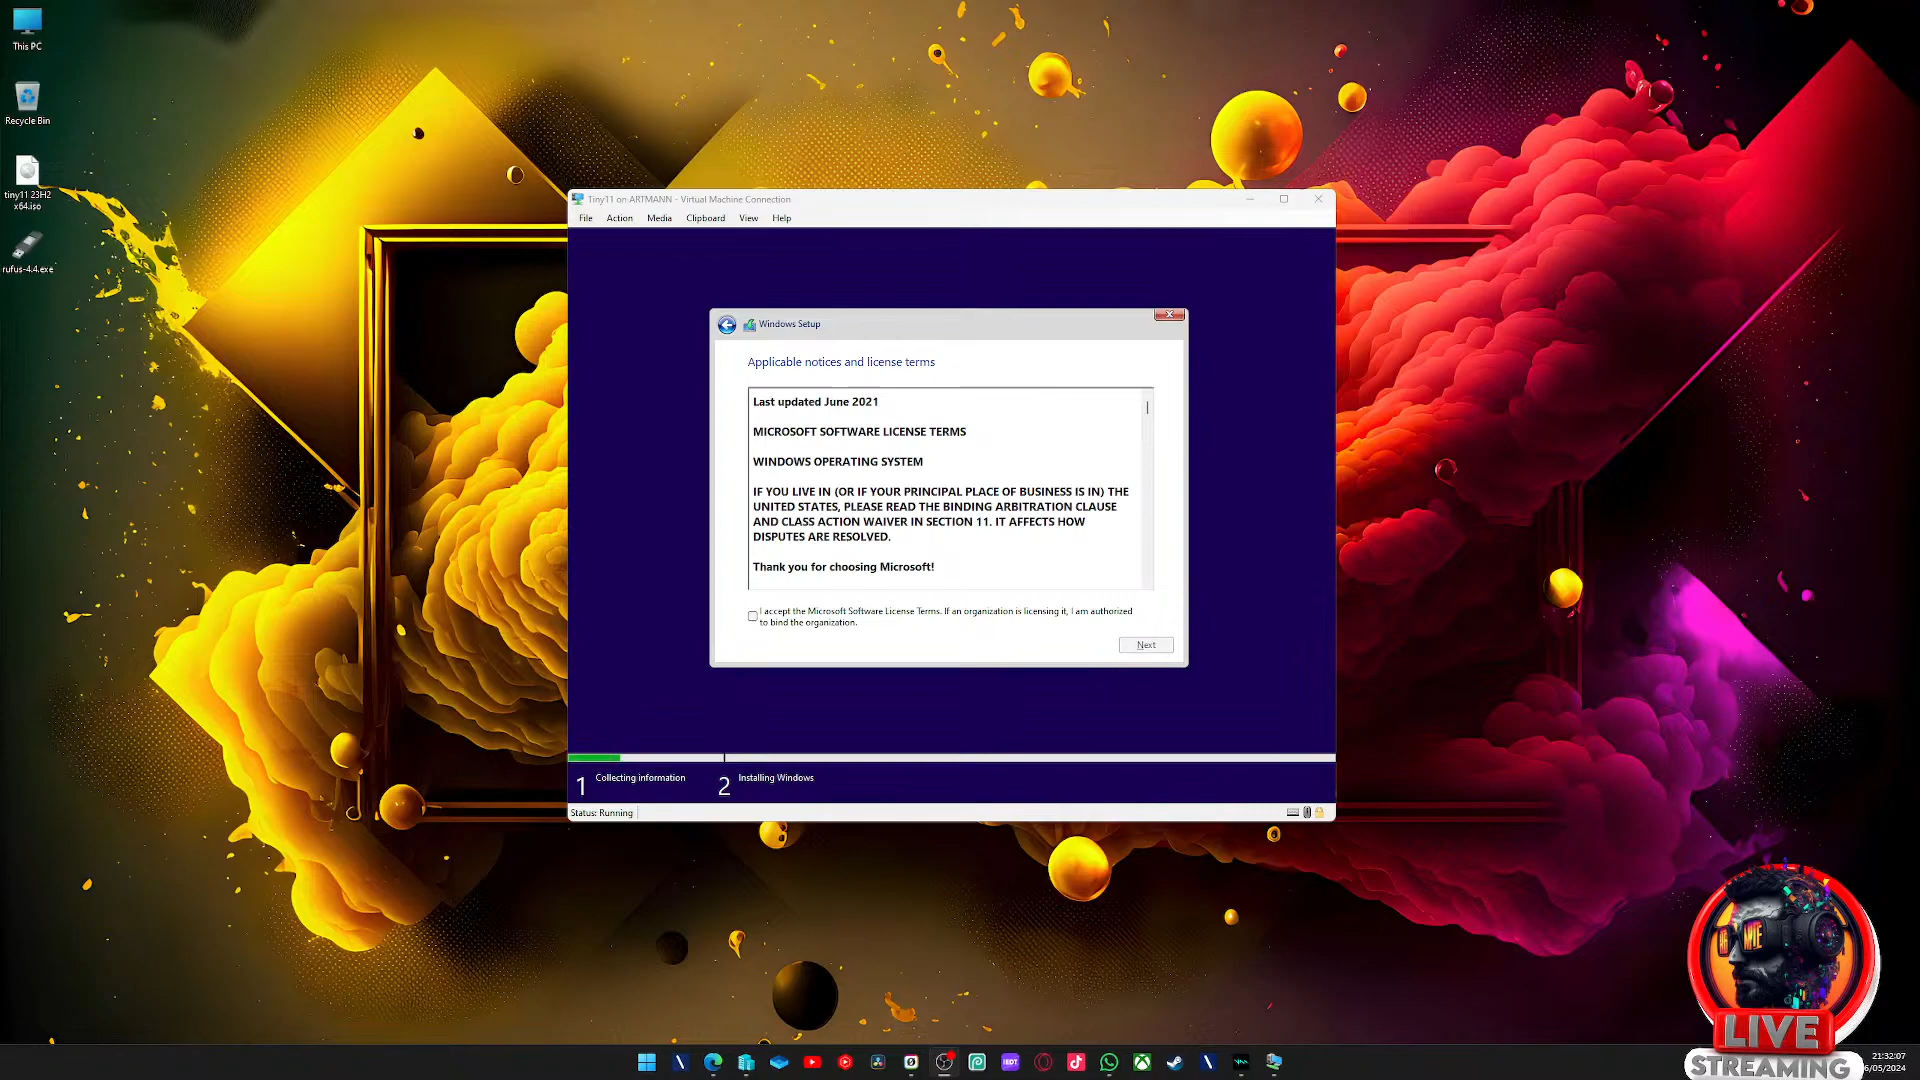 This PC
Recycle Bin
tiny11 23H2
x64.iso
rufus-4.4.exe
Tiny11 on ARTMANN - Virtual Machine Connection
File Action Media Clipboard View Help
Windows Setup
Applicable notices and license terms
Last updated June 2021
MICROSOFT SOFTWARE LICENSE TERMS
WINDOWS OPERATING SYSTEM
IF YOU LIVE IN (OR IF YOUR PRINCIPAL PLACE OF BUSINESS IS IN) THE
UNITED STATES, PLEASE READ THE BINDING ARBITRATION CLAUSE
AND CLASS ACTION WAIVER IN SECTION 11. IT AFFECTS HOW
DISPUTES ARE RESOLVED.
Thank you for choosing Microsoft!
I accept the Microsoft Software License Terms. If an organization is licensing it, I am authorized
to bind the organization.
Next
1 Collecting information 2 Installing Windows
Status: Running
LIVE
STREAMING
21:32:07
6/05/2024